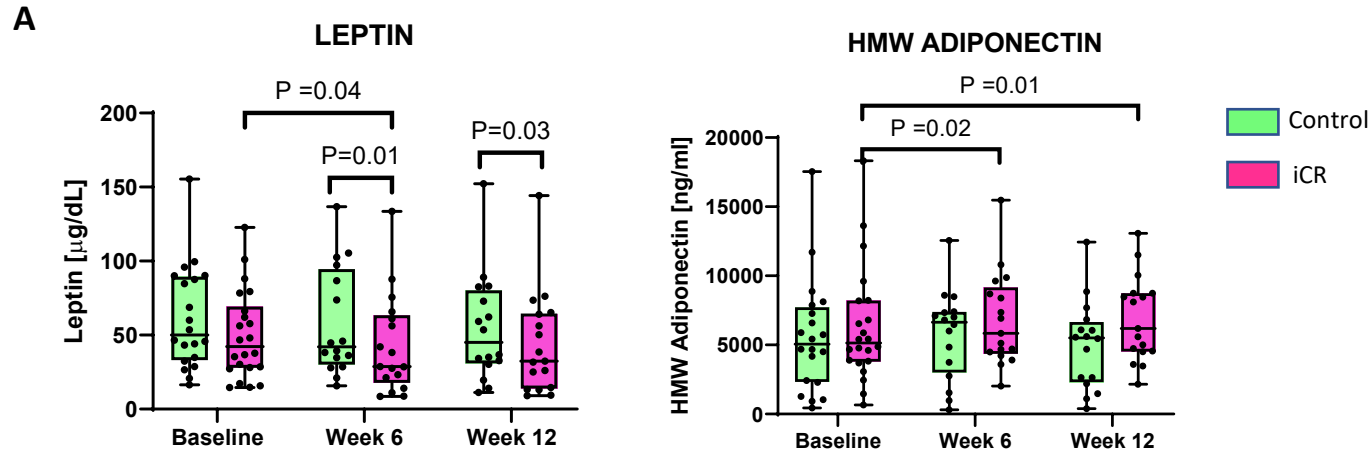 A
LEPTIN
P =0.04
P=0.01
P=0.03
Leptin [µg/dL]
200
150
100
50
0
Baseline
Week 6
Week 12
HMW ADIPONECTIN
P =0.01
P =0.02
HMW Adiponectin [ng/ml]
20000
15000
10000
5000
0
Baseline
Week 6
Week 12
Control
iCR